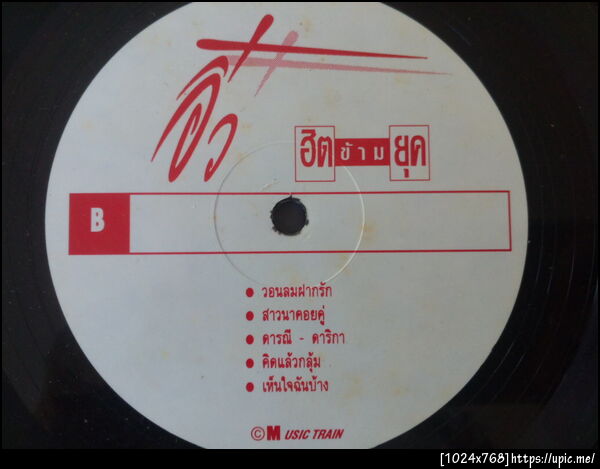 อิ๋ว
ฮิตข้ามยุค
B
วอนลมฝากรัก
สาวนาคอยคู่
ดารณี - ดาริกา
คิดแล้วกลุ้ม
เห็นใจฉันบ้าง
©MUSIC TRAIN
[1024x768]https://upic.me/